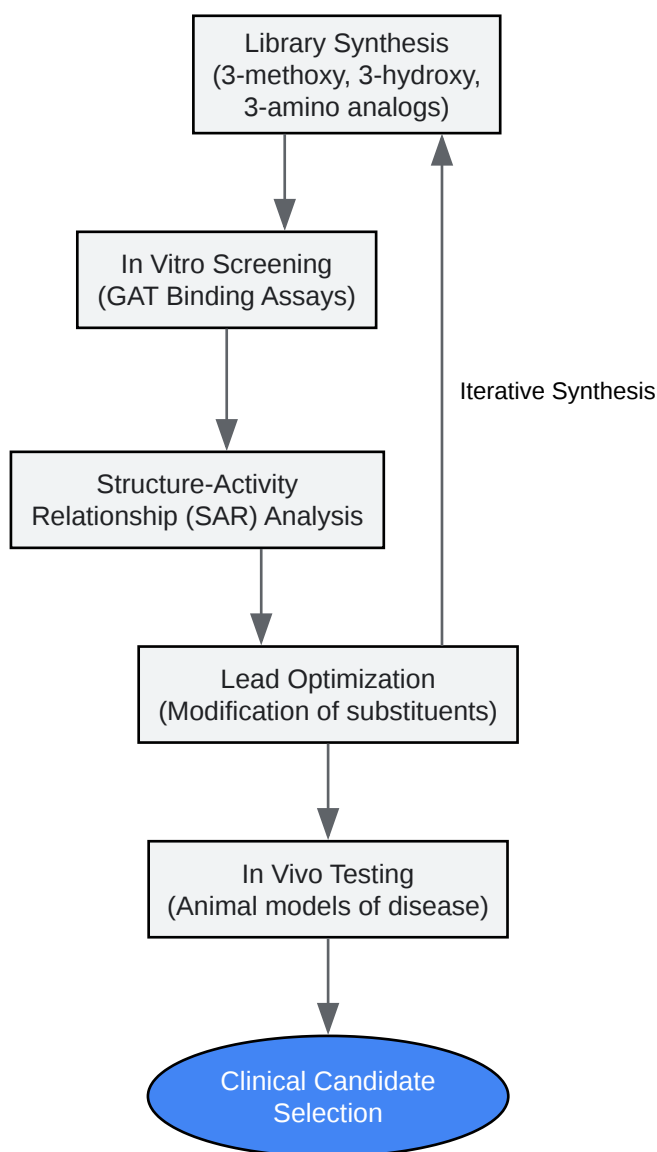 Library Synthesis
(3-methoxy, 3-hydroxy,
3-amino analogs)
In Vitro Screening
(GAT Binding Assays)
Iterative Synthesis
Structure-Activity
Relationship (SAR) Analysis
Lead Optimization
(Modification of substituents)
In Vivo Testing
(Animal models of disease)
Clinical Candidate
Selection